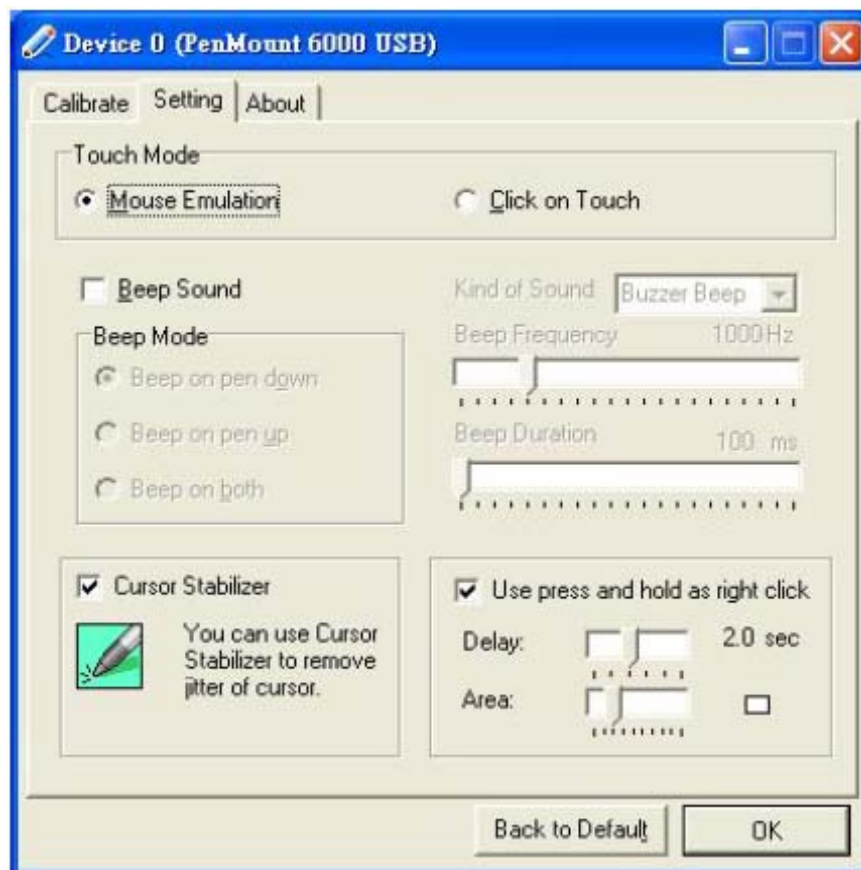 Device 0 (PenMount 6000 USB)
Calibrate Setting About
Touch Mode
Mouse Emulation Click on Touch
Beep Sound
Kind of Sound Buzzer Beep
Beep Mode
Beep on pen down
Beep on pen up
Beep on both
Beep Frequency 1000Hz
Beep Duration 100 ms
Cursor Stabilizer
You can use Cursor
Stabilizer to remove
jitter of cursor.
Use press and hold as right click
Delay: 2.0 sec
Area:
Back to Default OK